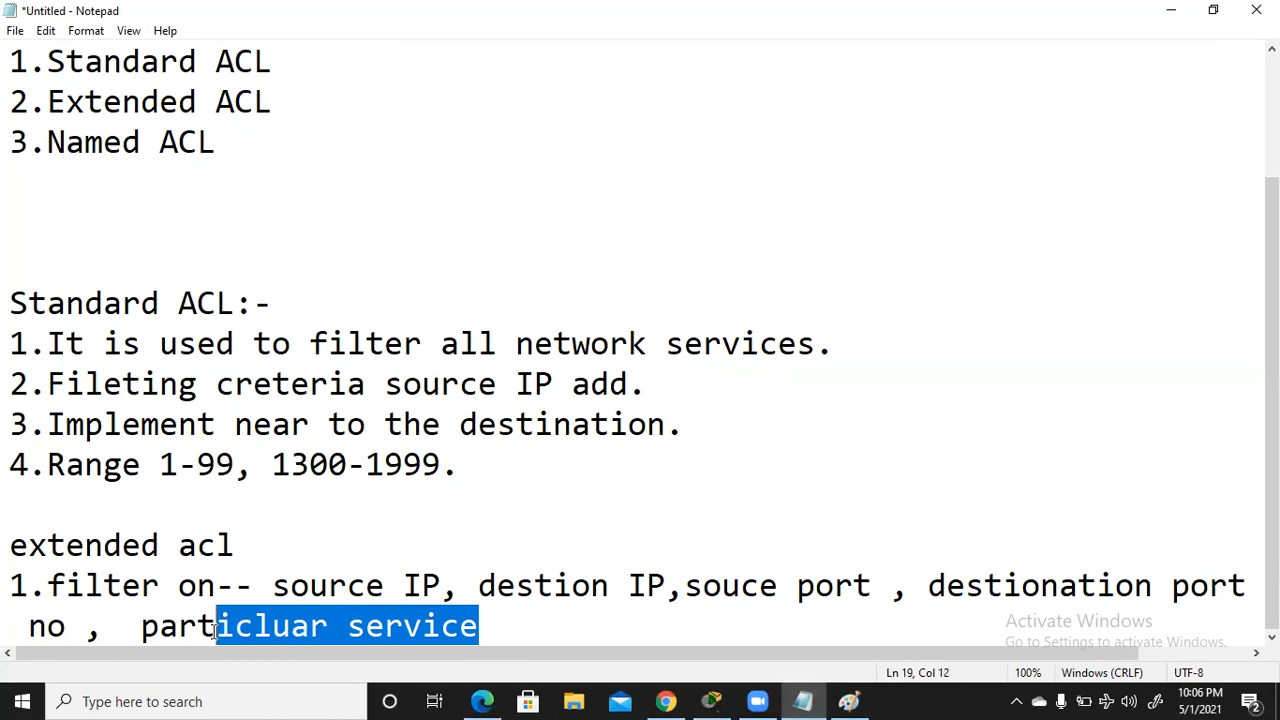 *Untitled - Notepad
File Edit Format View Help
1.Standard ACL
2.Extended ACL
3.Named ACL
Standard ACL:-
1.It is used to filter all network services.
2.Fileting creteria source IP add.
3.Implement near to the destination.
4.Range 1-99, 1300-1999.
extended acl
1.filter on-- source IP, destion IP,souce port , destionation port
no , particluar service
Activate Windows
Go to Settings to activate Windows.
Ln 19, Col 12 100% Windows (CRLF) UTF-8
Type here to search
10:06 PM
5/1/2021
2